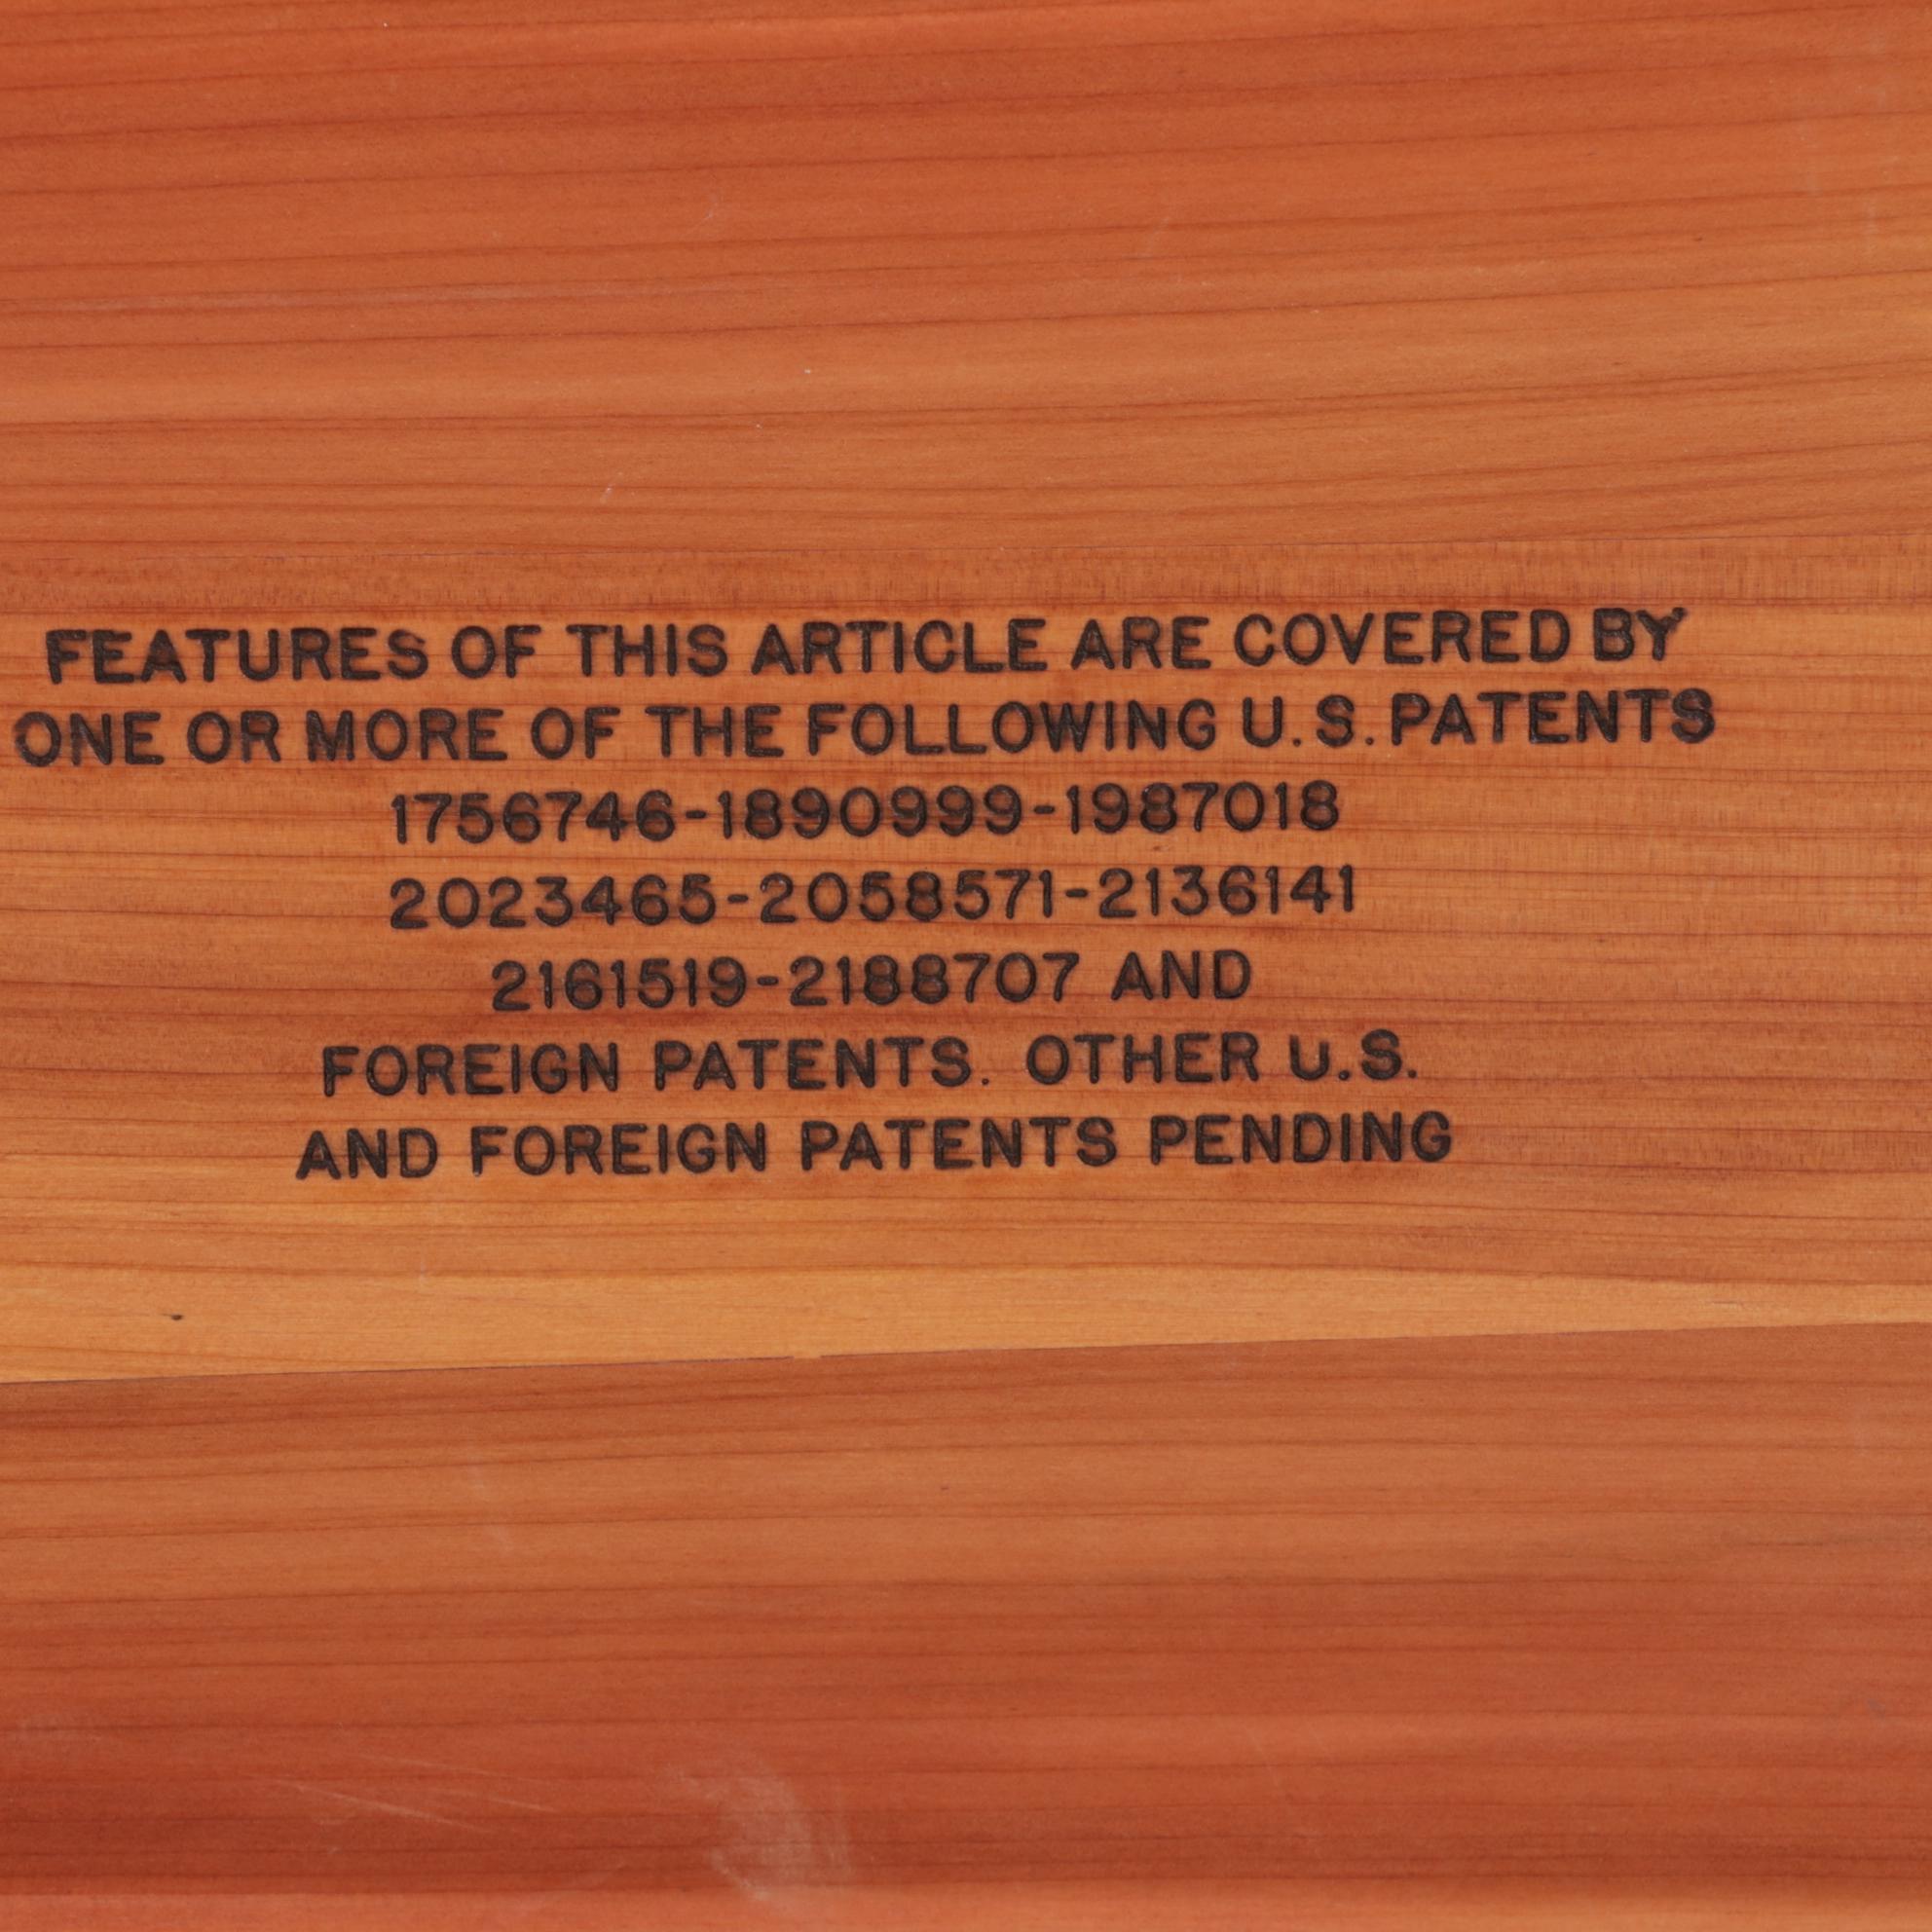 FEATURES OF THIS ARTICLE ARE COVERED BY
ONE OR MORE OF THE FOLLOWING U.S. PATENTS
1756746-1890999-1987018
2023465-2058571-2136141
2161519-2188707 AND
FOREIGN PATENTS. OTHER U.S.
AND FOREIGN PATENTS PENDING